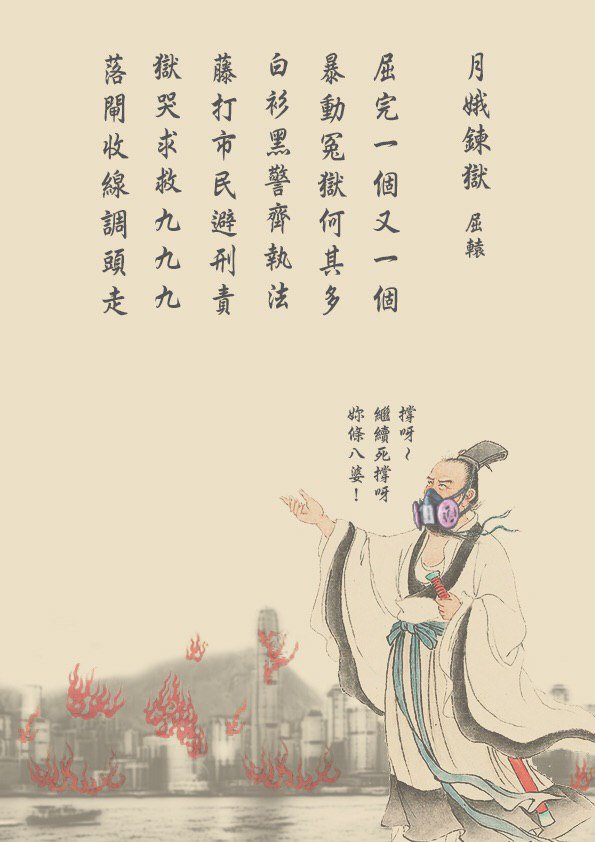 月娥鍊獄 屈轅
屈完一個又一個
暴動冤獄何其多
白衫黑警齊執法
藤打市民避刑責
獄哭求救九九九
落閘收線調頭走
撐呀～
繼續死撐呀
妳條八婆！